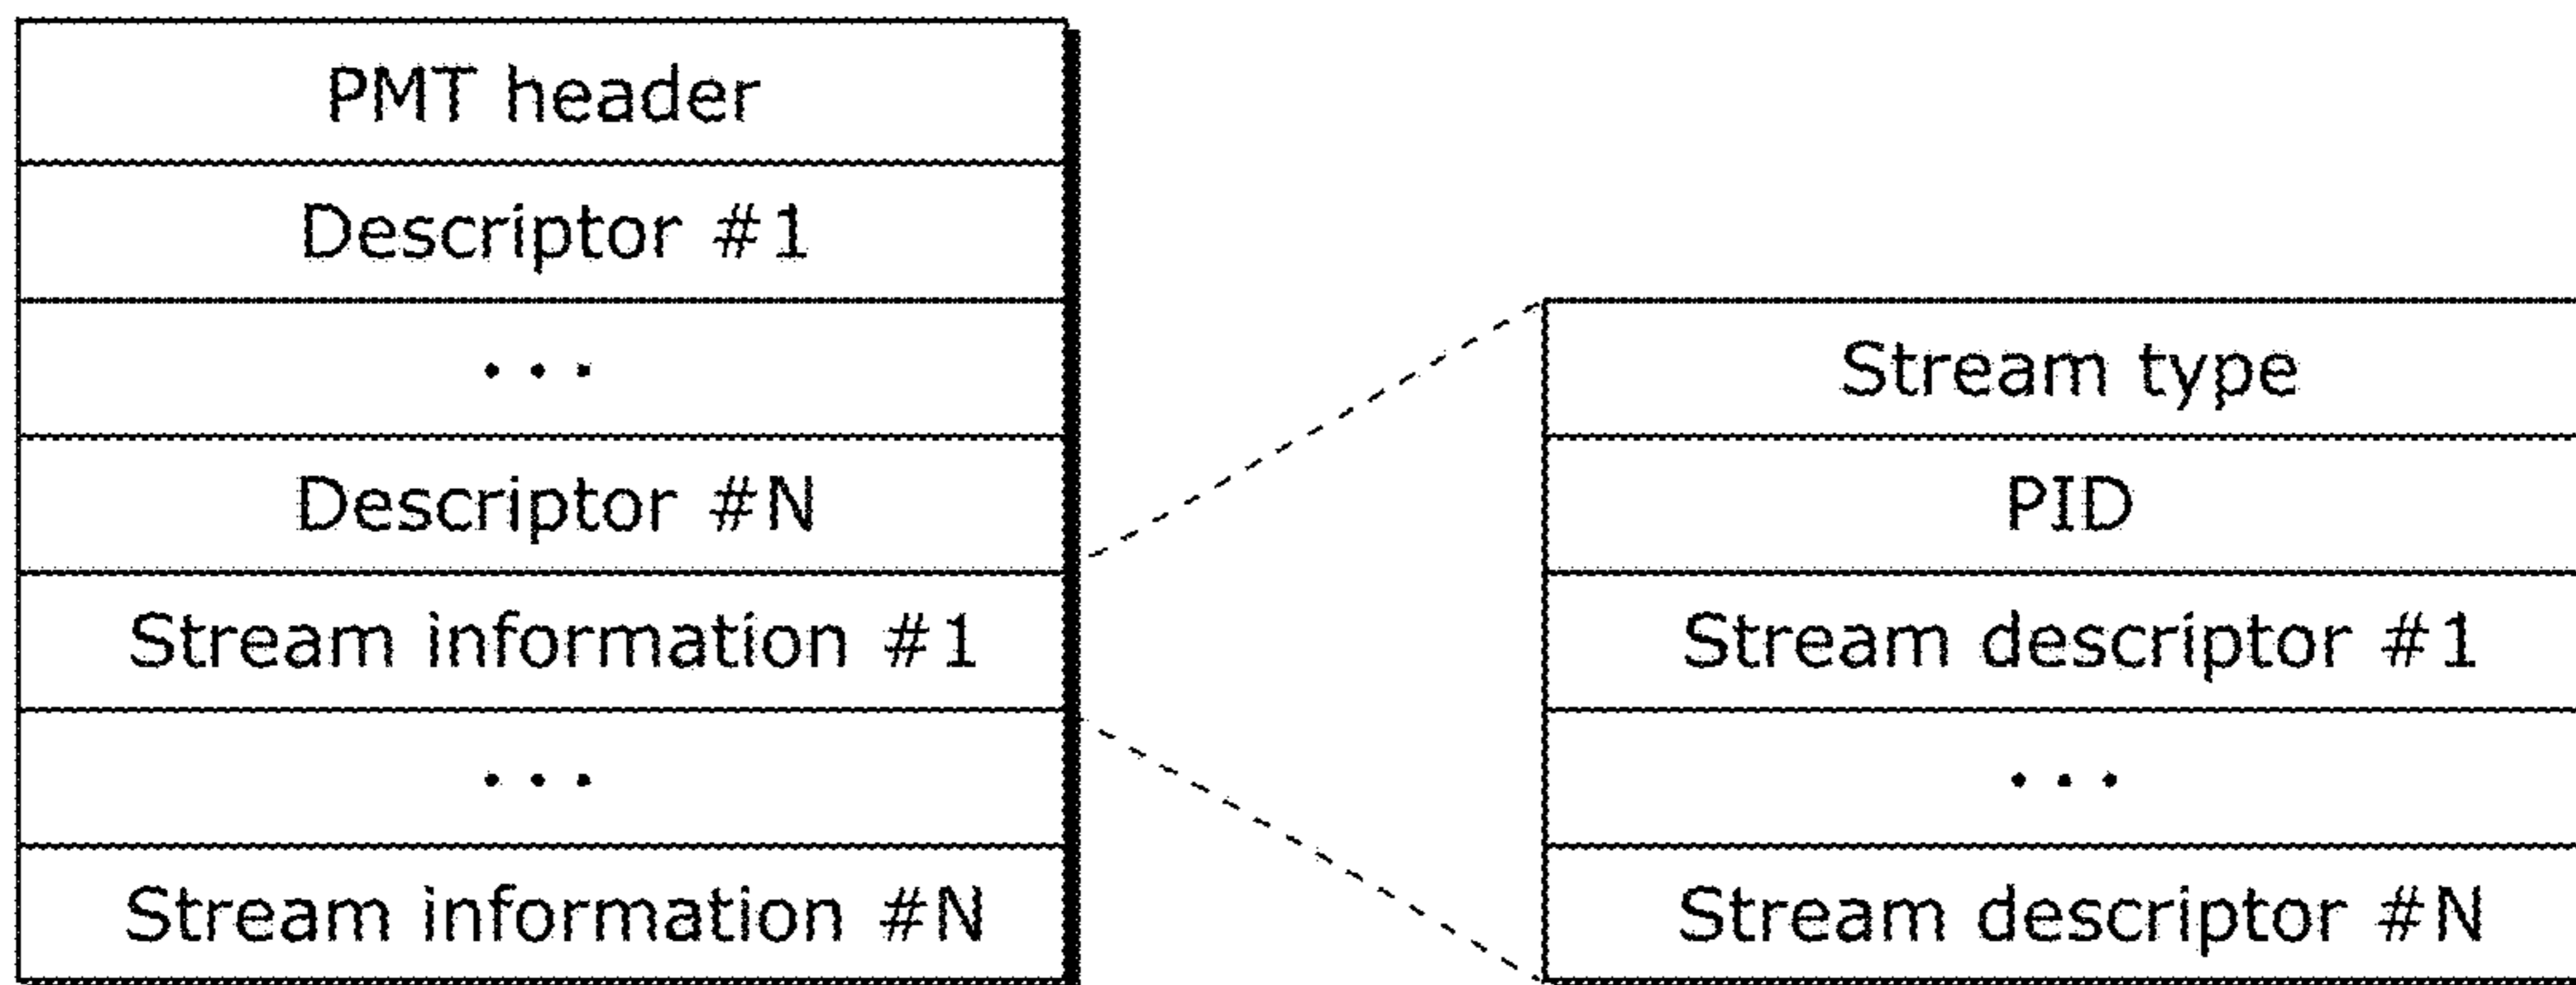 PMT header
Descriptor #1
...
Descriptor #N
Stream information #1
...
Stream information #N
Stream type
PID
Stream descriptor #1
...
Stream descriptor #N